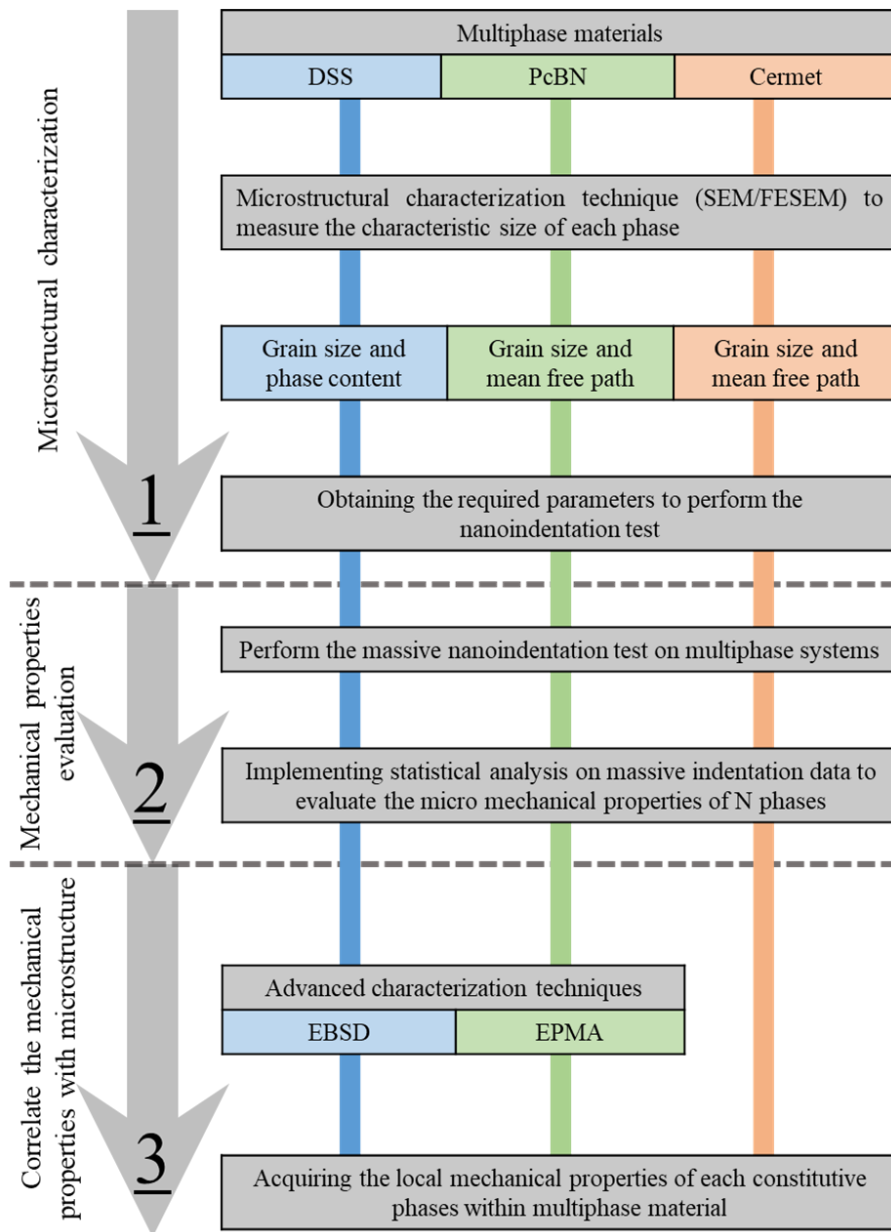 Multiphase materials
DSS
PcBN
Cermet
Microstructural characterization
Microstructural characterization technique (SEM/FESEM) to
measure the characteristic size of each phase
Grain size and
phase content
Grain size and
mean free path
Grain size and
mean free path
1
Obtaining the required parameters to perform the
nanoindentation test
Mechanical properties
evaluation
Perform the massive nanoindentation test on multiphase systems
2
Implementing statistical analysis on massive indentation data to
evaluate the micro mechanical properties of N phases
Correlate the mechanical
properties with microstructure
Advanced characterization techniques
EBSD
EPMA
3
Acquiring the local mechanical properties of each constitutive
phases within multiphase material